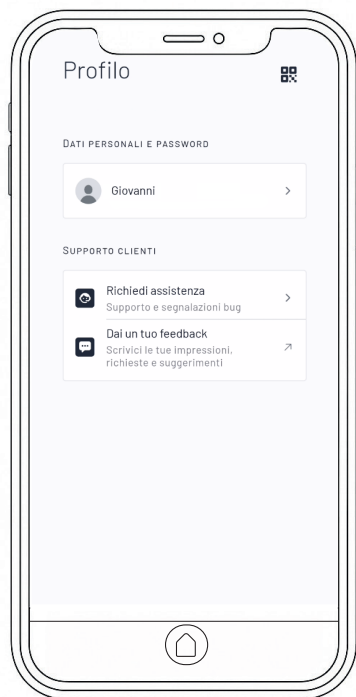 Profilo
Dati personali e password
Giovanni
Supporto clienti
Richiedi assistenza
Supporto e segnalazioni bug
Dai un tuo feedback
Scrivici le tue impressioni,
richieste e suggerimenti